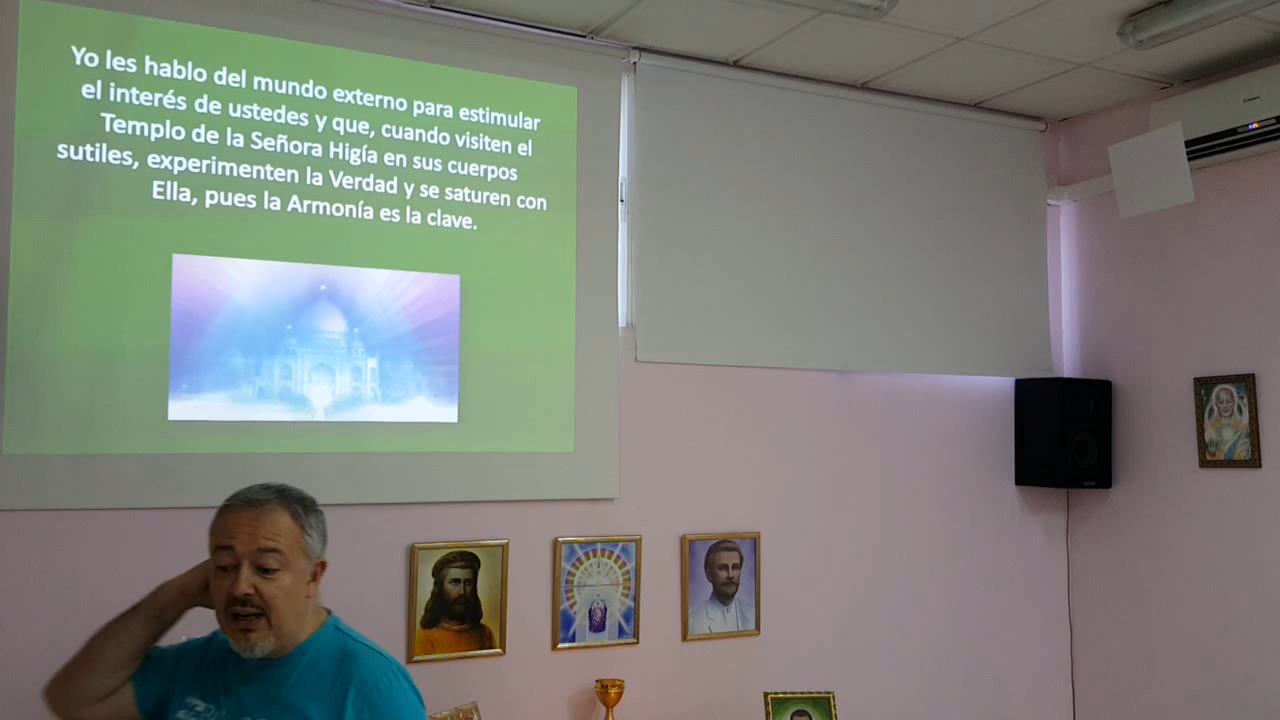 Yo les hablo del mundo externo para estimular
el interés de ustedes y que, cuando visiten el
Templo de la Señora Higía en sus cuerpos
sutiles, experimenten la Verdad y se saturen con
Ella, pues la Armonía es la clave.